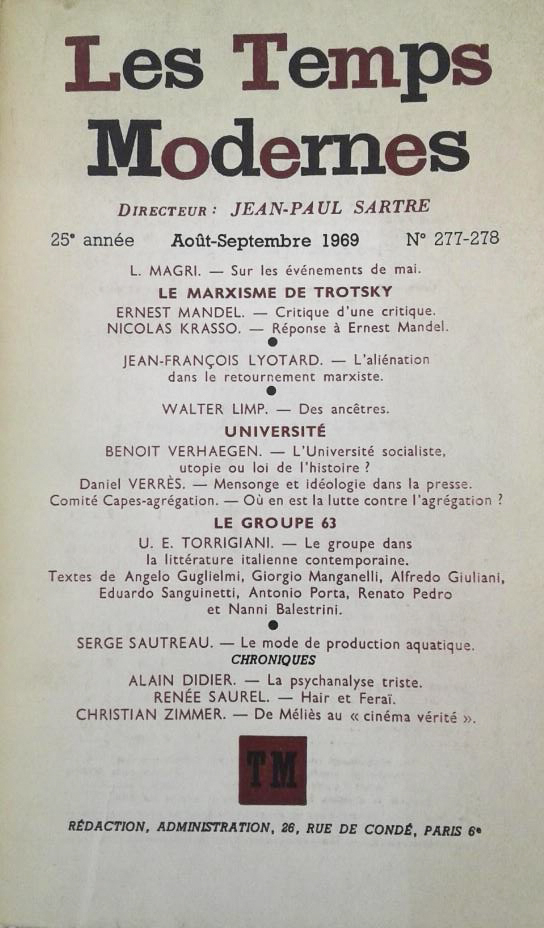 Les Temps
Modernes
DIRECTEUR : JEAN-PAUL SARTRE
25e année Août-Septembre 1969 N° 277-278
L. MAGRI. — Sur les événements de mai.
LE MARXISME DE TROTSKY
ERNEST MANDEL. — Critique d'une critique.
NICOLAS KRASSO. — Réponse à Ernest Mandel.
●
JEAN-FRANÇOIS LYOTARD. — L'aliénation
dans le retournement marxiste.
●
WALTER LIMP. — Des ancêtres.
UNIVERSITÉ
BENOIT VERHAEGEN. — L'Université socialiste,
utopie ou loi de l'histoire ?
Daniel VERRÈS. — Mensonge et idéologie dans la presse.
Comité Capes-agrégation. — Où en est la lutte contre l'agrégation ?
LE GROUPE 63
U. E. TORRIGIANI. — Le groupe dans
la littérature italienne contemporaine.
Textes de Angelo Guglielmi, Giorgio Manganelli, Alfredo Giuliani,
Eduardo Sanguinetti, Antonio Porta, Renato Pedro
et Nanni Balestrini.
●
SERGE SAUTREAU. — Le mode de production aquatique.
CHRONIQUES
ALAIN DIDIER. — La psychanalyse triste.
RENÉE SAUREL. — Hair et Feraï.
CHRISTIAN ZIMMER. — De Méliès au « cinéma vérité ».
TM
RÉDACTION, ADMINISTRATION, 26, RUE DE CONDÉ, PARIS 6e